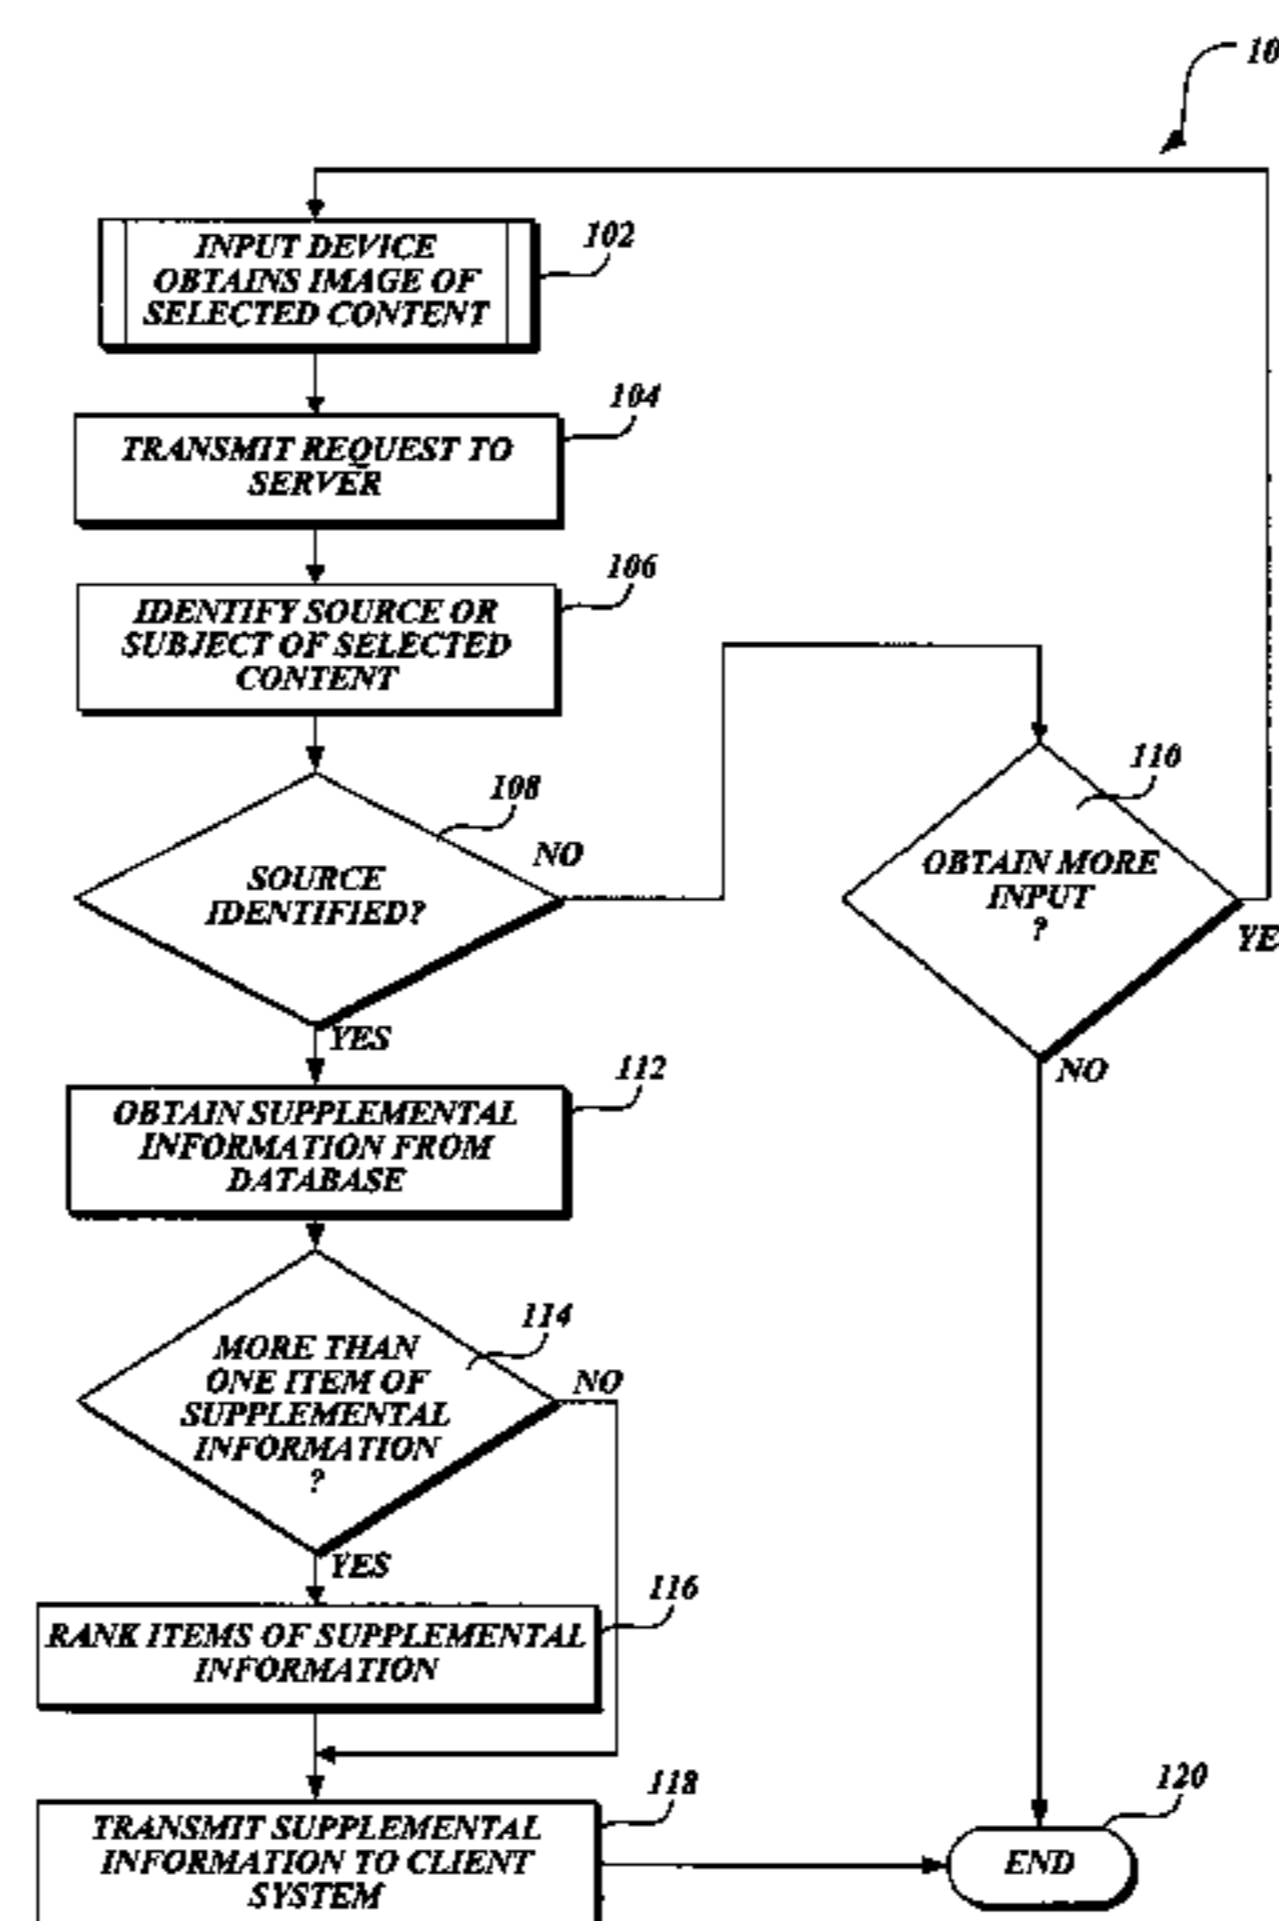 10
INPUT DEVICE
OBTAINS IMAGE OF
SELECTED CONTENT
102
TRANSMIT REQUEST TO
SERVER
104
IDENTIFY SOURCE OR
SUBJECT OF SELECTED
CONTENT
106
SOURCE
IDENTIFIED?
108
NO
YES
OBTAIN MORE
INPUT
?
110
YE
NO
OBTAIN SUPPLEMENTAL
INFORMATION FROM
DATABASE
112
MORE THAN
ONE ITEM OF
SUPPLEMENTAL
INFORMATION
?
114
NO
YES
RANK ITEMS OF SUPPLEMENTAL
INFORMATION
116
TRANSMIT SUPPLEMENTAL
INFORMATION TO CLIENT
SYSTEM
118
END
120